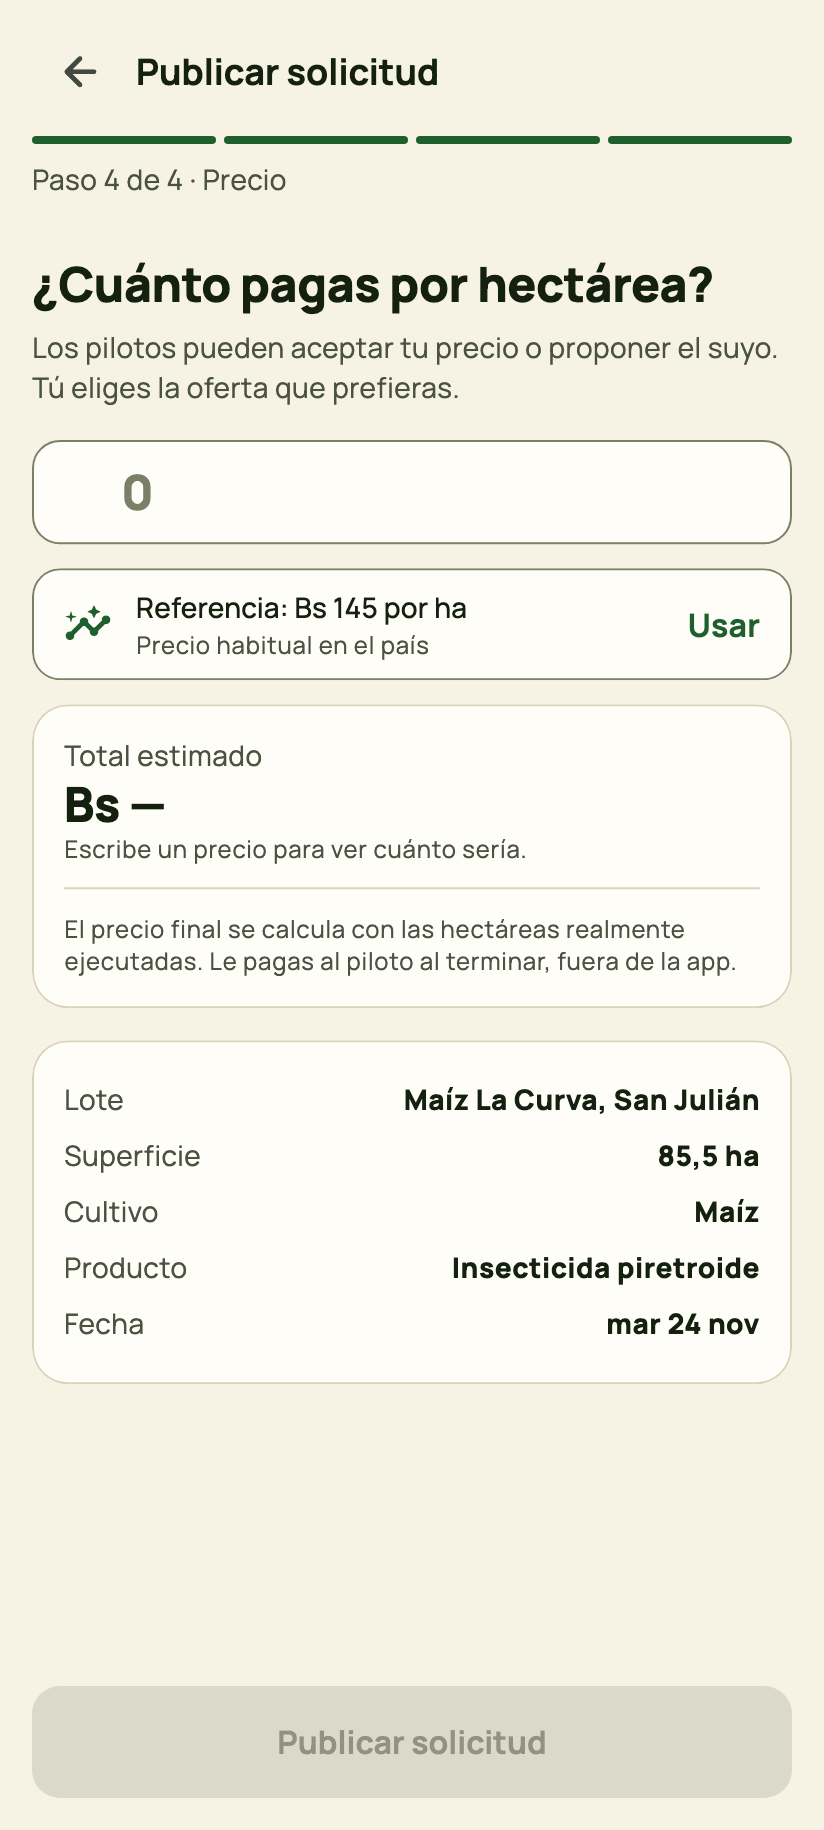 Publicar solicitud
Paso 4 de 4 · Precio
¿Cuánto pagas por hectárea?
Los pilotos pueden aceptar tu precio o proponer el suyo.
Tú eliges la oferta que prefieras.
0
Referencia: Bs 145 por ha
Precio habitual en el país
Usar
Total estimado
Bs —
Escribe un precio para ver cuánto sería.
El precio final se calcula con las hectáreas realmente
ejecutadas. Le pagas al piloto al terminar, fuera de la app.
Lote Maíz La Curva, San Julián
Superficie 85,5 ha
Cultivo Maíz
Producto Insecticida piretroide
Fecha mar 24 nov
Publicar solicitud